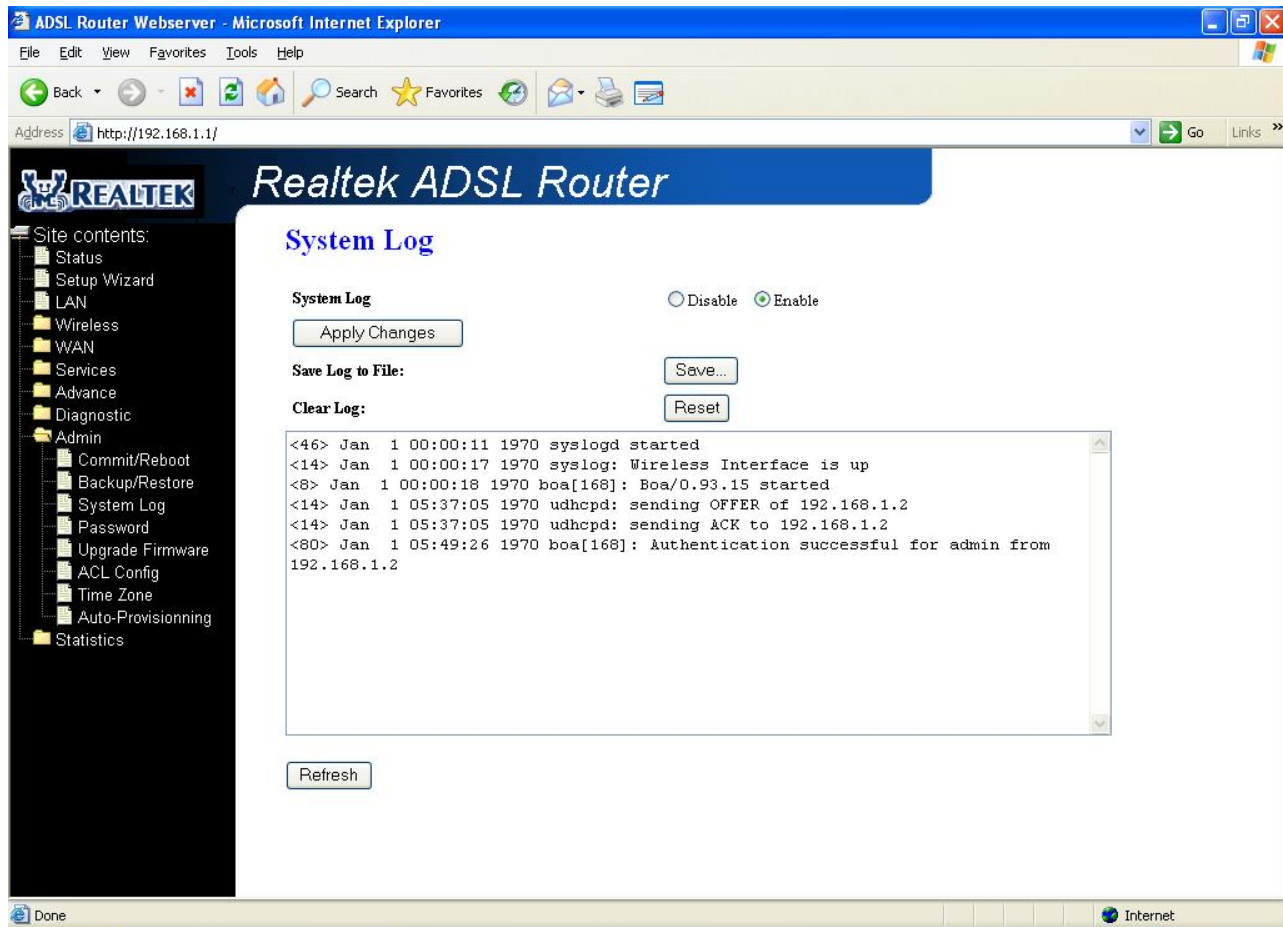 ADSL Router Webserver - Microsoft Internet Explorer
File Edit View Favorites Tools Help
Back Search Favorites
Address http://192.168.1.1/ Go Links »
REALTEK
Realtek ADSL Router
Site contents:
Status
Setup Wizard
LAN
Wireless
WAN
Services
Advance
Diagnostic
Admin
Commit/Reboot
Backup/Restore
System Log
Password
Upgrade Firmware
ACL Config
Time Zone
Auto-Provisionning
Statistics
System Log
System Log Disable Enable
Apply Changes
Save Log to File: Save...
Clear Log: Reset
<46> Jan  1 00:00:11 1970 syslogd started
<14> Jan  1 00:00:17 1970 syslog: Wireless Interface is up
<8> Jan  1 00:00:18 1970 boa[168]: Boa/0.93.15 started
<14> Jan  1 05:37:05 1970 udhcpd: sending OFFER of 192.168.1.2
<14> Jan  1 05:37:05 1970 udhcpd: sending ACK to 192.168.1.2
<80> Jan  1 05:49:26 1970 boa[168]: Authentication successful for admin from
192.168.1.2
Refresh
Done Internet